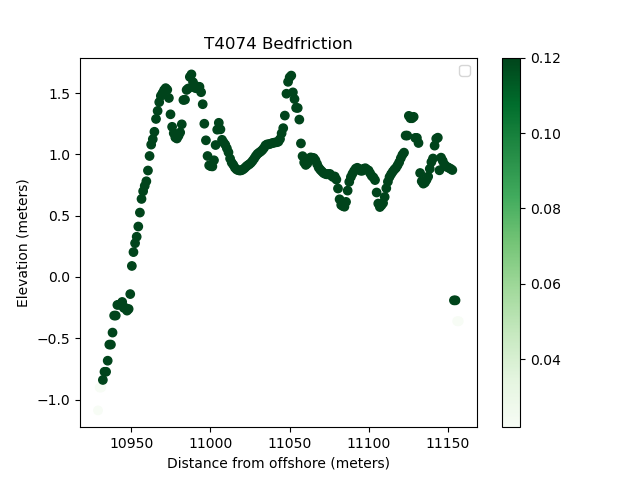 T4074 Bedfriction
Elevation (meters)
1.5
1.0
0.5
0.0
−0.5
−1.0
10950 11000 11050 11100 11150
Distance from offshore (meters)
0.12
0.10
0.08
0.06
0.04